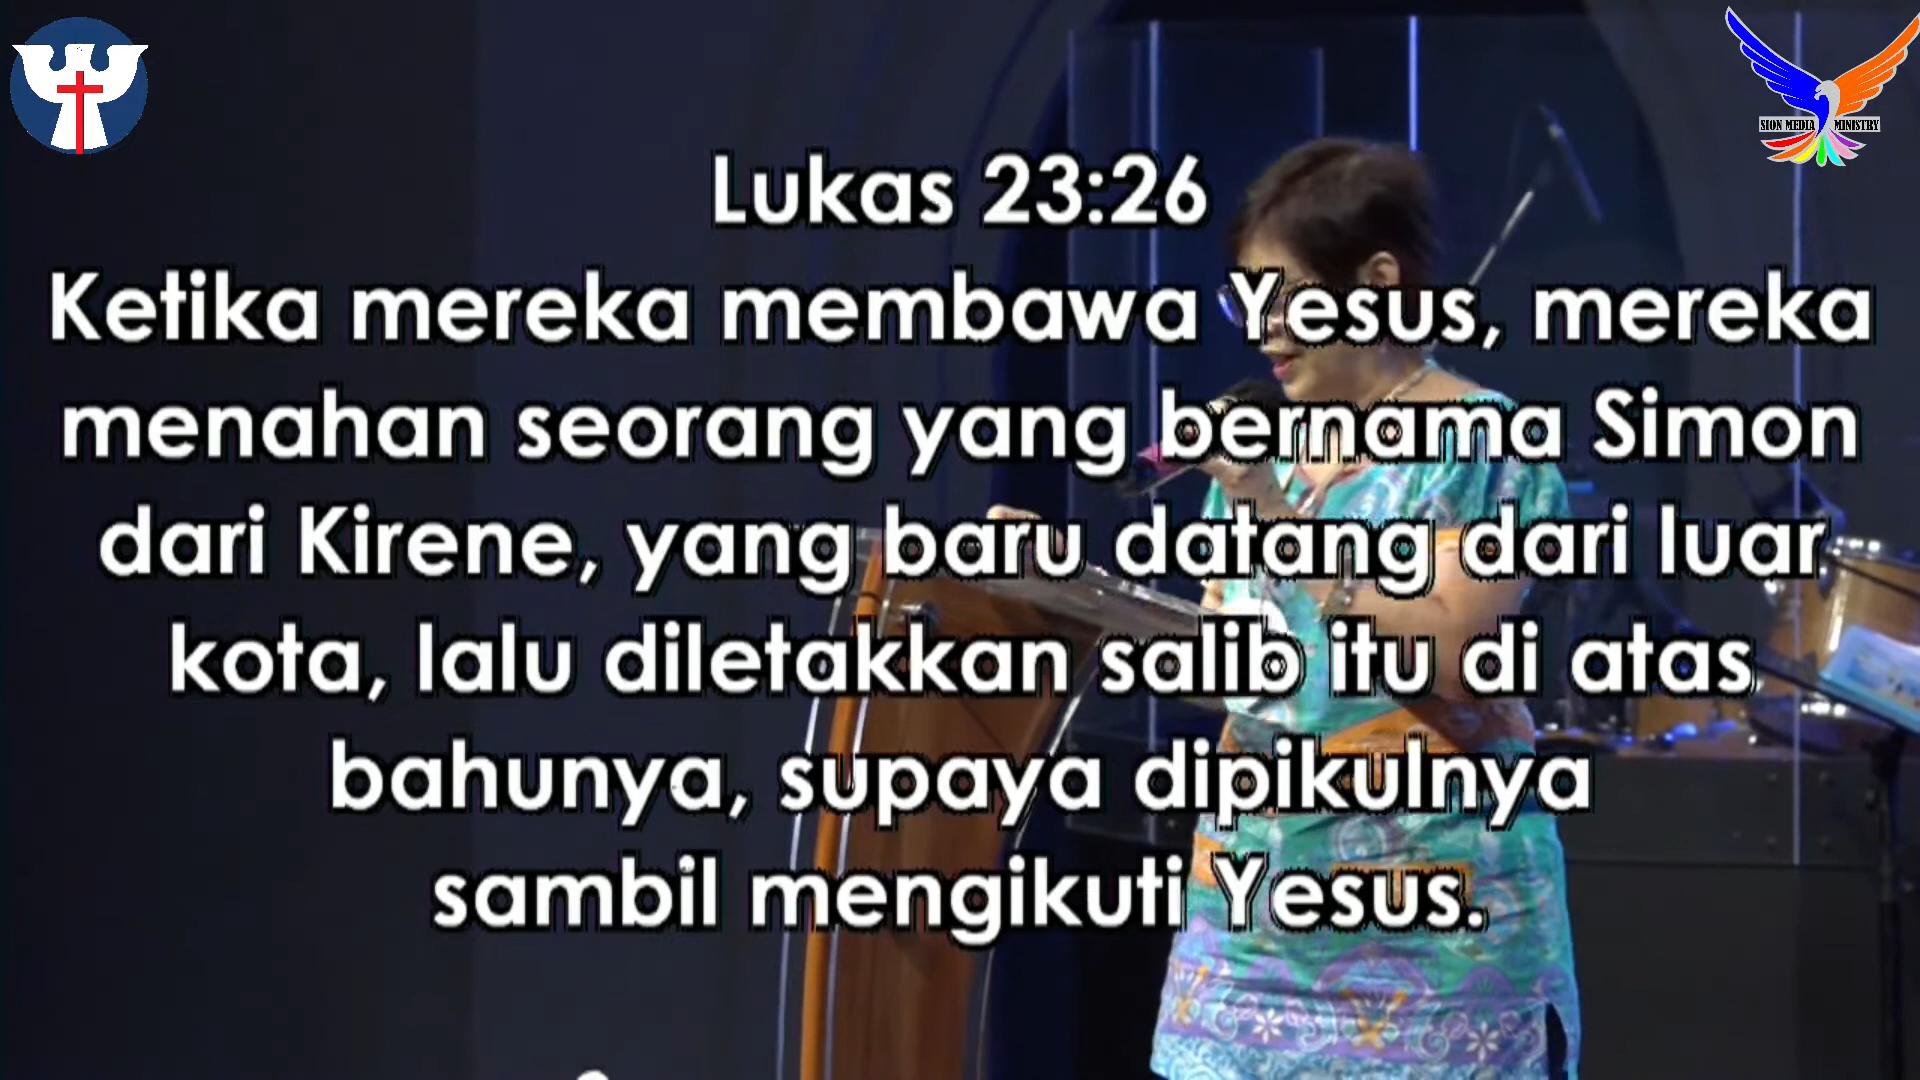 SION MEDIA MINISTRY
Lukas 23:26
Ketika mereka membawa Yesus, mereka
menahan seorang yang bernama Simon
dari Kirene, yang baru datang dari luar
kota, lalu diletakkan salib itu di atas
bahunya, supaya dipikulnya
sambil mengikuti Yesus.